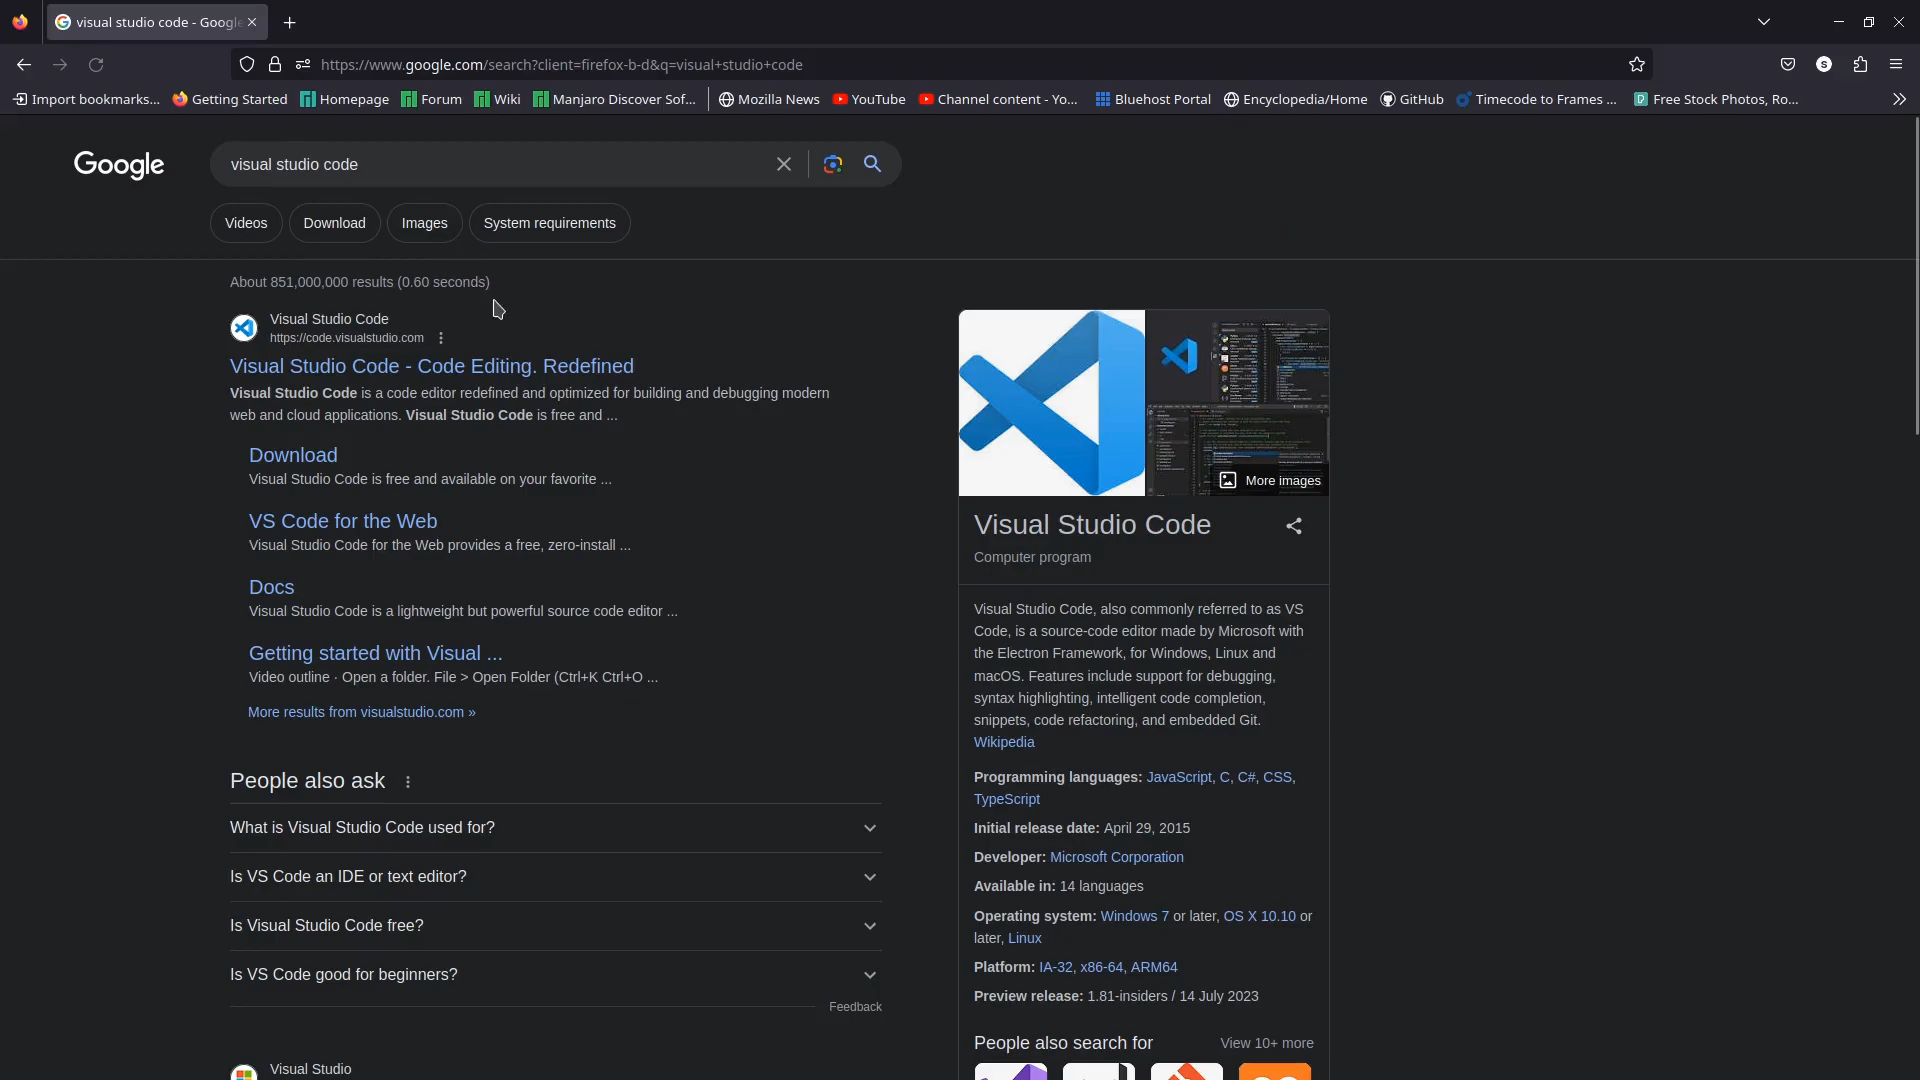 visual studio code - Google
https://www.google.com/search?client=firefox-b-d&q=visual+studio+code
Import bookmarks... Getting Started Homepage Forum Wiki Manjaro Discover Sof... Mozilla News YouTube Channel content - Yo... Bluehost Portal Encyclopedia/Home GitHub Timecode to Frames ... Free Stock Photos, Ro...
Google
visual studio code
Videos Download Images System requirements
About 851,000,000 results (0.60 seconds)
Visual Studio Code
https://code.visualstudio.com
Visual Studio Code - Code Editing. Redefined
Visual Studio Code is a code editor redefined and optimized for building and debugging modern
web and cloud applications. Visual Studio Code is free and ...
Download
Visual Studio Code is free and available on your favorite ...
VS Code for the Web
Visual Studio Code for the Web provides a free, zero-install ...
Docs
Visual Studio Code is a lightweight but powerful source code editor ...
Getting started with Visual ...
Video outline · Open a folder. File > Open Folder (Ctrl+K Ctrl+O ...
More results from visualstudio.com »
People also ask
What is Visual Studio Code used for?
Is VS Code an IDE or text editor?
Is Visual Studio Code free?
Is VS Code good for beginners?
Feedback
Visual Studio
More images
Visual Studio Code
Computer program
Visual Studio Code, also commonly referred to as VS
Code, is a source-code editor made by Microsoft with
the Electron Framework, for Windows, Linux and
macOS. Features include support for debugging,
syntax highlighting, intelligent code completion,
snippets, code refactoring, and embedded Git.
Wikipedia
Programming languages: JavaScript, C, C#, CSS,
TypeScript
Initial release date: April 29, 2015
Developer: Microsoft Corporation
Available in: 14 languages
Operating system: Windows 7 or later, OS X 10.10 or
later, Linux
Platform: IA-32, x86-64, ARM64
Preview release: 1.81-insiders / 14 July 2023
People also search for View 10+ more